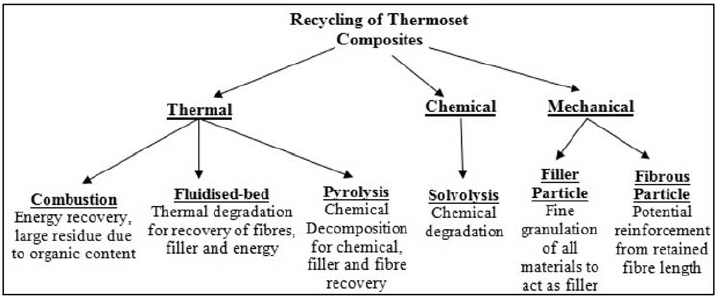 Recycling of Thermoset
Composites
Thermal
Chemical
Mechanical
Combustion
Energy recovery,
large residue due
to organic content
Fluidised-bed
Thermal degradation
for recovery of fibres,
filler and energy
Pyrolysis
Chemical
Decomposition
for chemical,
filler and fibre
recovery
Solvolysis
Chemical
degradation
Filler
Particle
Fine
granulation
of all
materials to
act as filler
Fibrous
Particle
Potential
reinforcement
from retained
fibre length